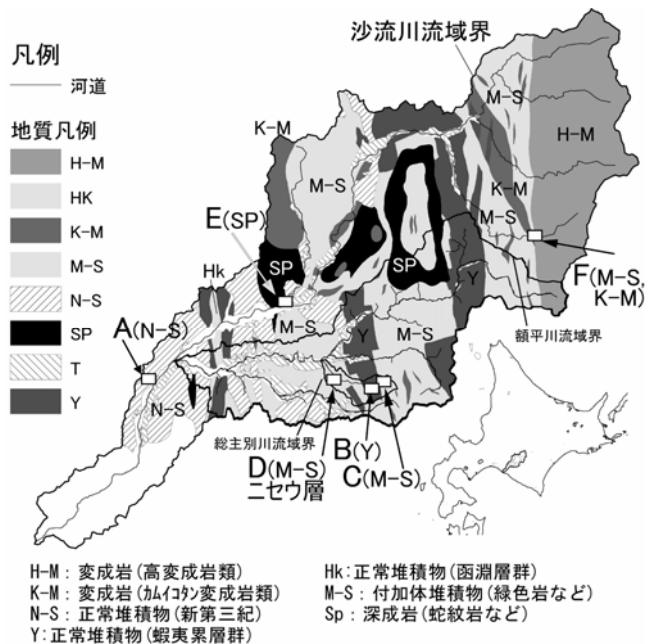 沙流川流域界
凡例
河道
地質凡例
H-M
HK
K-M
M-S
N-S
SP
T
Y
K-M
M-S
M-S
H-M
K-M
M-S
E(SP)
SP
SP
Hk
M-S
Y
F(M-S,
K-M)
額平川流域界
A(N-S)
Y
M-S
N-S
総主別川流域界
D(M-S)
ニセウ層
B(Y)
C(M-S)
H-M：変成岩(高変成岩類)
K-M：変成岩(ｶﾑｲｺﾀﾝ変成岩類)
N-S：正常堆積物(新第三紀)
Y：正常堆積物(蝦夷累層群)
Hk:正常堆積物(函淵層群)
M-S：付加体堆積物(緑色岩など)
Sp：深成岩(蛇紋岩など)